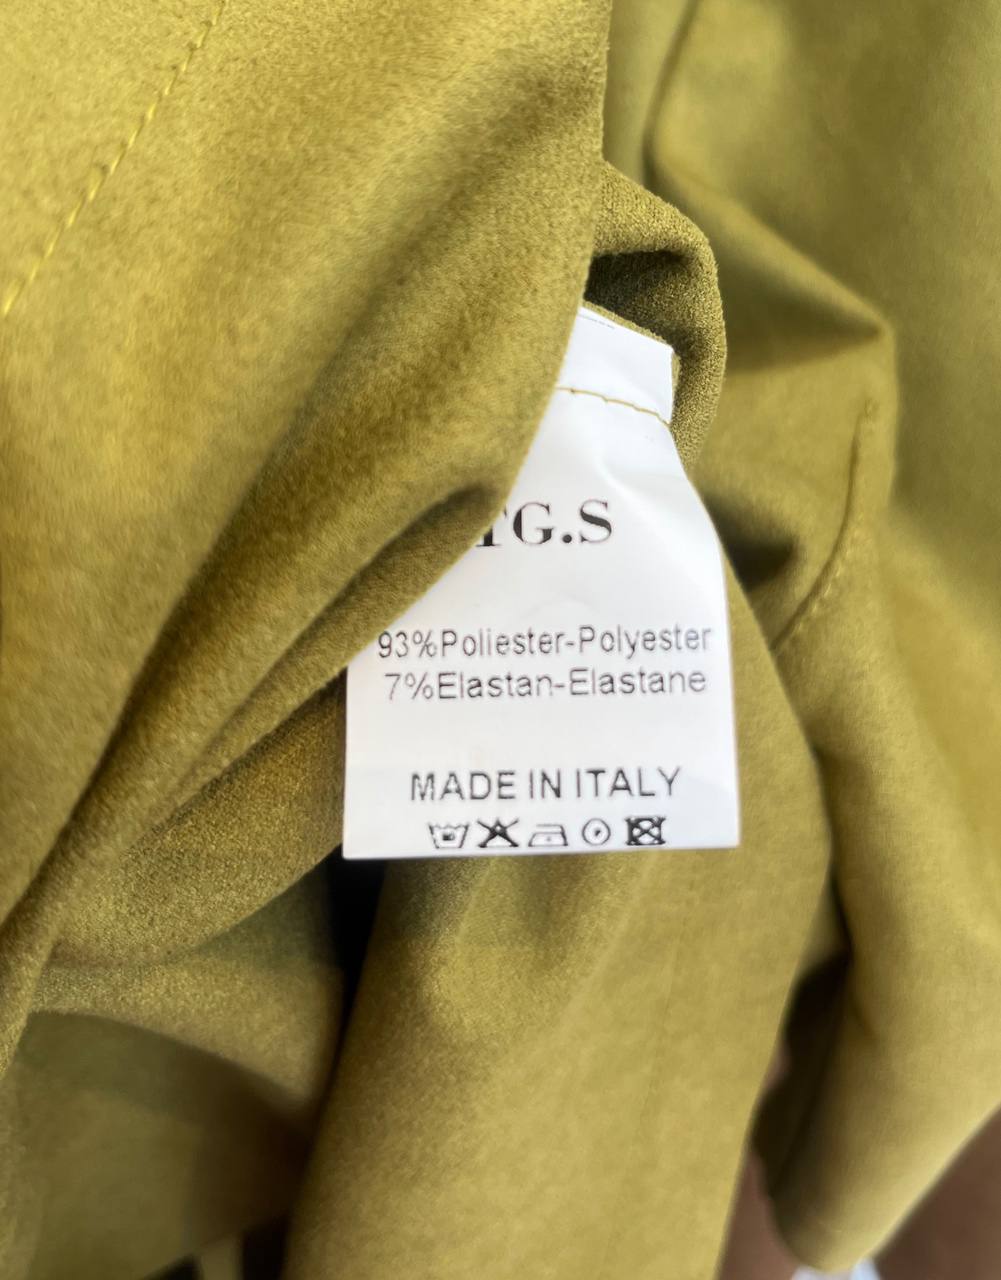 TG.S
93%Poliester-Polyester
7%Elastan-Elastane
MADE IN ITALY